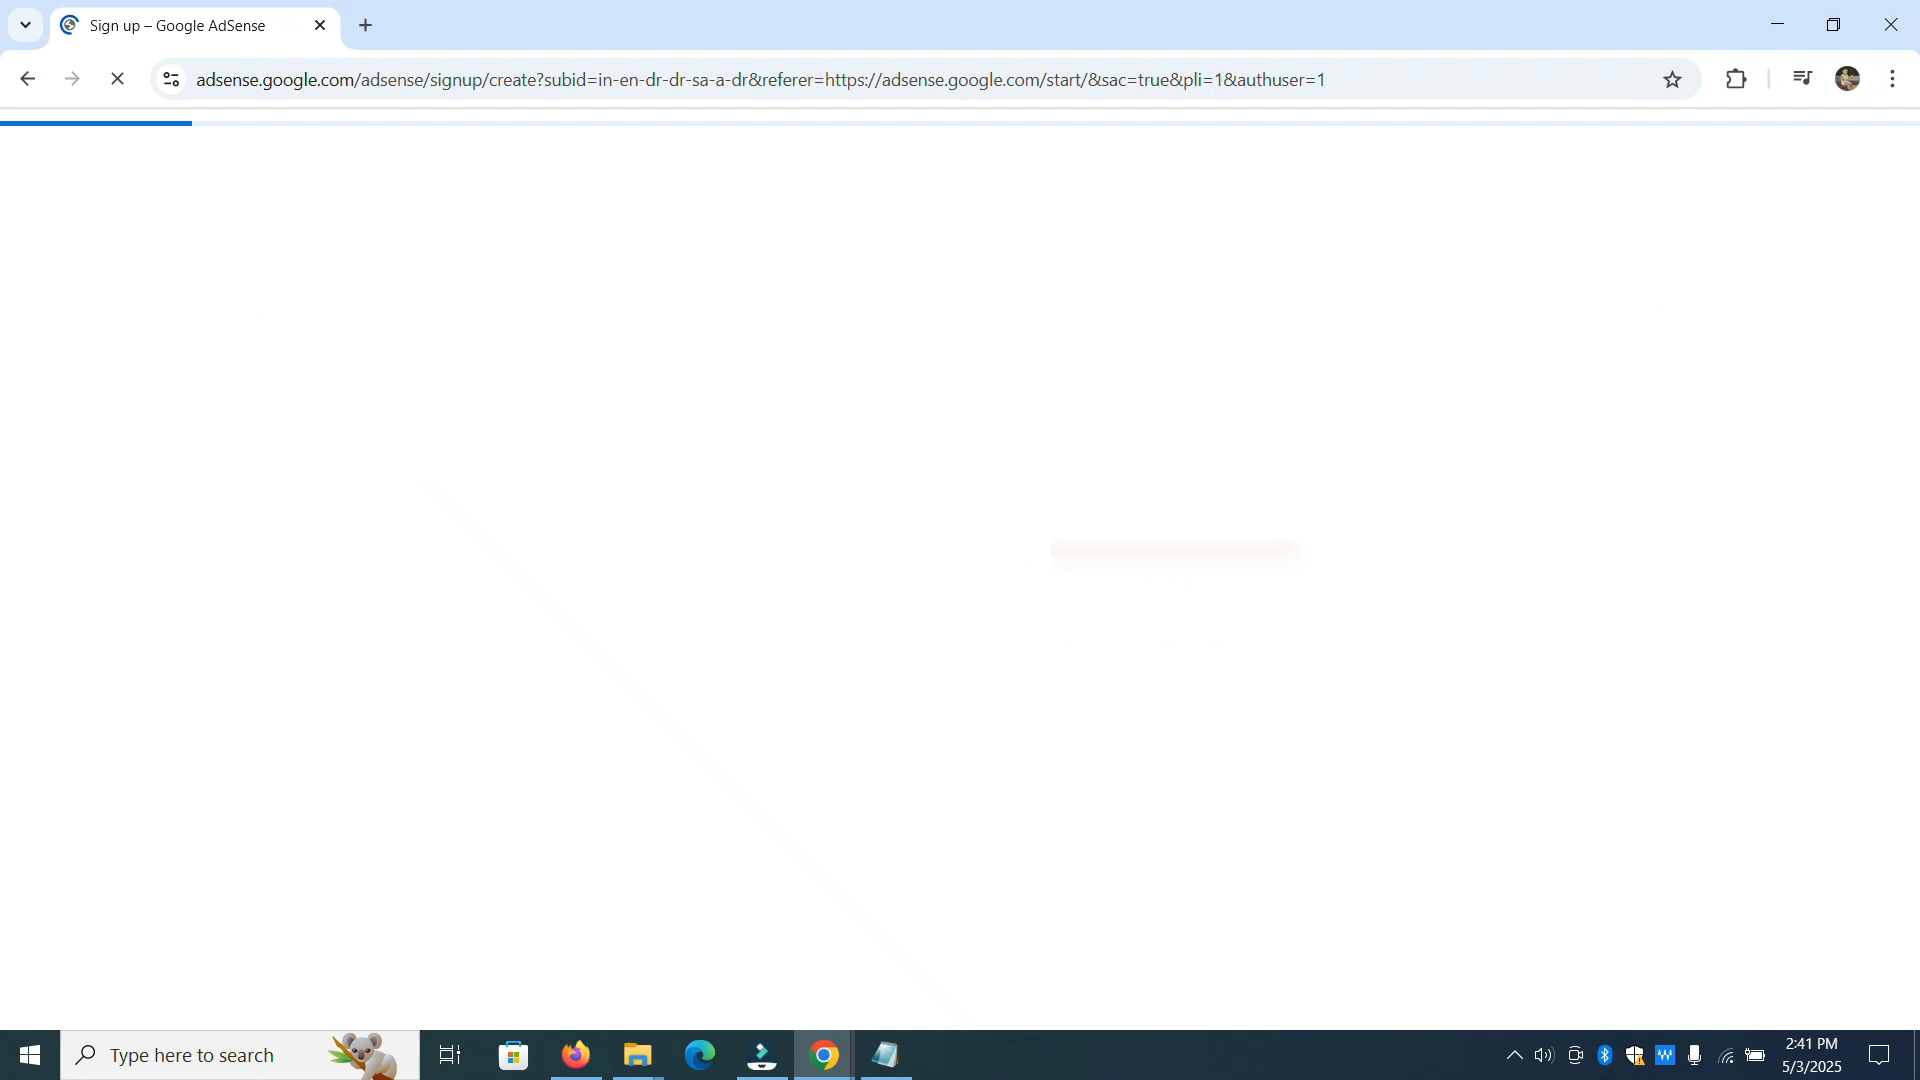 Sign up – Google AdSense
adsense.google.com/adsense/signup/create?subid=in-en-dr-dr-sa-a-dr&referer=https://adsense.google.com/start/&sac=true&pli=1&authuser=1
Type here to search
2:41 PM
5/3/2025